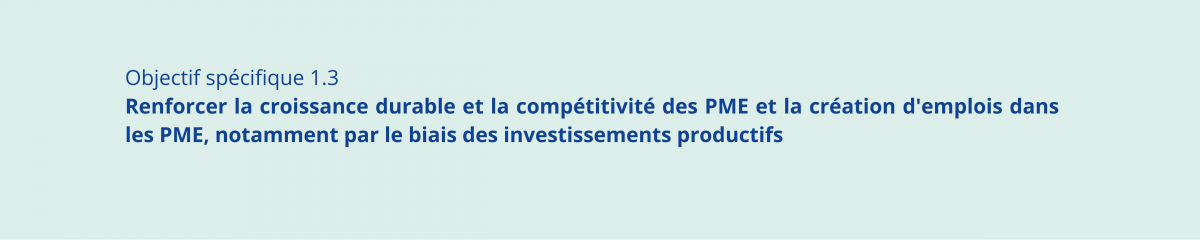 Objectif spécifique 1.3
Renforcer la croissance durable et la compétitivité des PME et la création d'emplois dans
les PME, notamment par le biais des investissements productifs